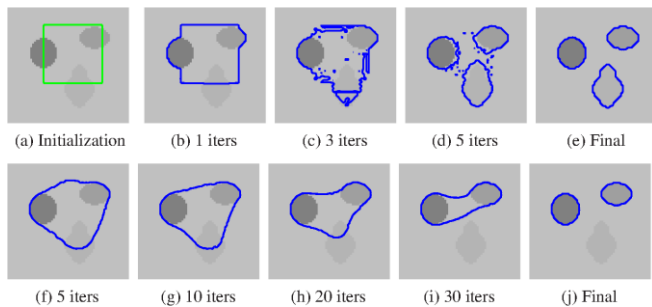 (a) Initialization (b) 1 iters (c) 3 iters (d) 5 iters (e) Final
(f) 5 iters (g) 10 iters (h) 20 iters (i) 30 iters (j) Final